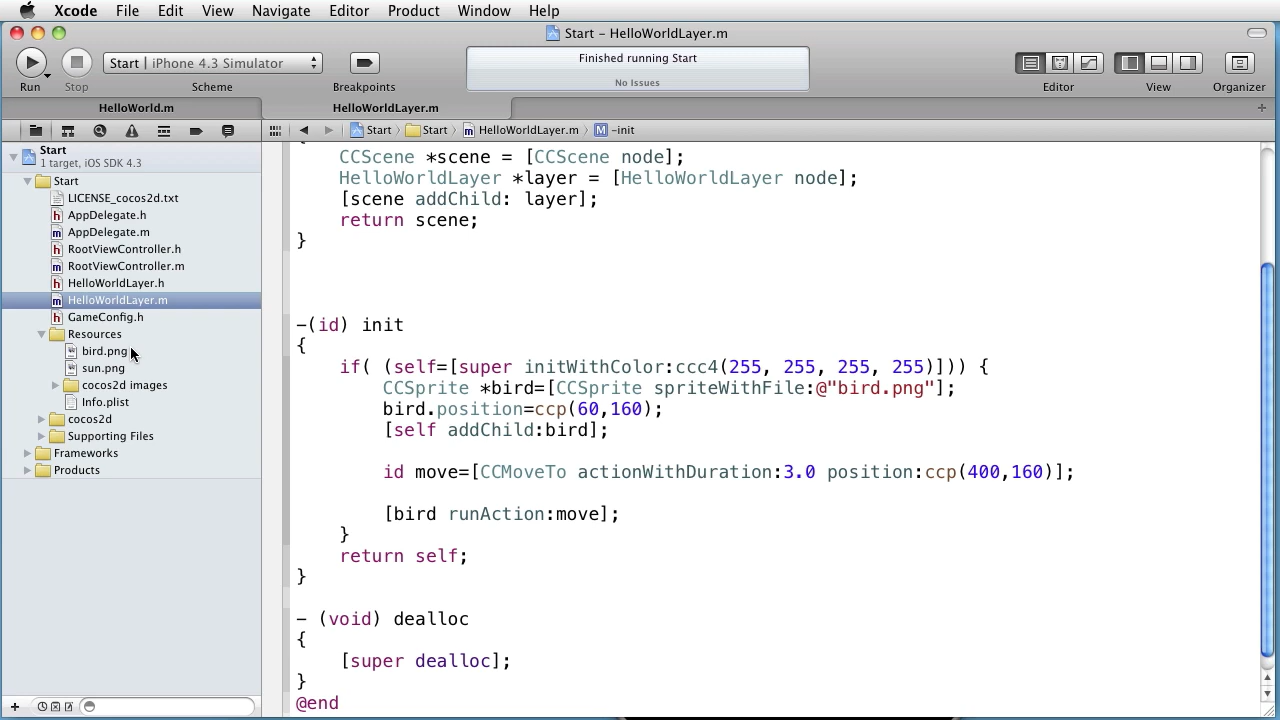 Xcode File Edit View Navigate Editor Product Window Help
Start – HelloWorldLayer.m
Start | iPhone 4.3 Simulator
Finished running Start
No Issues
Run Stop Scheme Breakpoints Editor View Organizer
HelloWorld.m HelloWorldLayer.m
Start Start HelloWorldLayer.m M -init
Start
1 target, iOS SDK 4.3
Start
LICENSE_cocos2d.txt
h AppDelegate.h
m AppDelegate.m
h RootViewController.h
m RootViewController.m
h HelloWorldLayer.h
m HelloWorldLayer.m
h GameConfig.h
Resources
bird.png
sun.png
cocos2d images
Info.plist
cocos2d
Supporting Files
Frameworks
Products
{
CCScene *scene = [CCScene node];
HelloWorldLayer *layer = [HelloWorldLayer node];
[scene addChild: layer];
return scene;
}
-(id) init
{
if( (self=[super initWithColor:ccc4(255, 255, 255, 255)])) {
CCSprite *bird=[CCSprite spriteWithFile:@"bird.png"];
bird.position=ccp(60,160);
[self addChild:bird];
id move=[CCMoveTo actionWithDuration:3.0 position:ccp(400,160)];
[bird runAction:move];
}
return self;
}
- (void) dealloc
{
[super dealloc];
}
@end